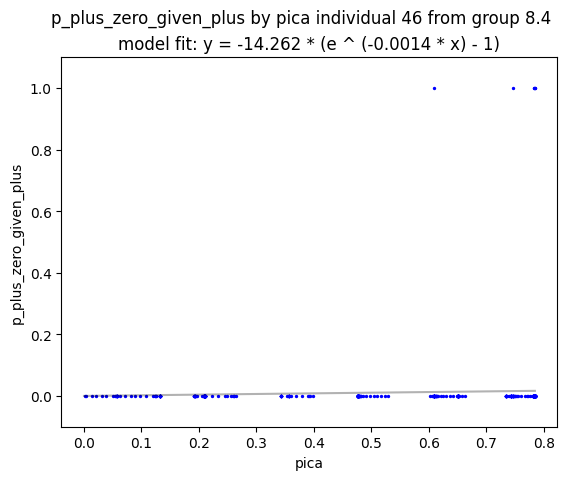 p_plus_zero_given_plus by pica individual 46 from group 8.4
model fit: y = -14.262 * (e ^ (-0.0014 * x) - 1)
1.0
0.8
0.6
0.4
0.2
0.0
p_plus_zero_given_plus
0.0 0.1 0.2 0.3 0.4 0.5 0.6 0.7 0.8
pica